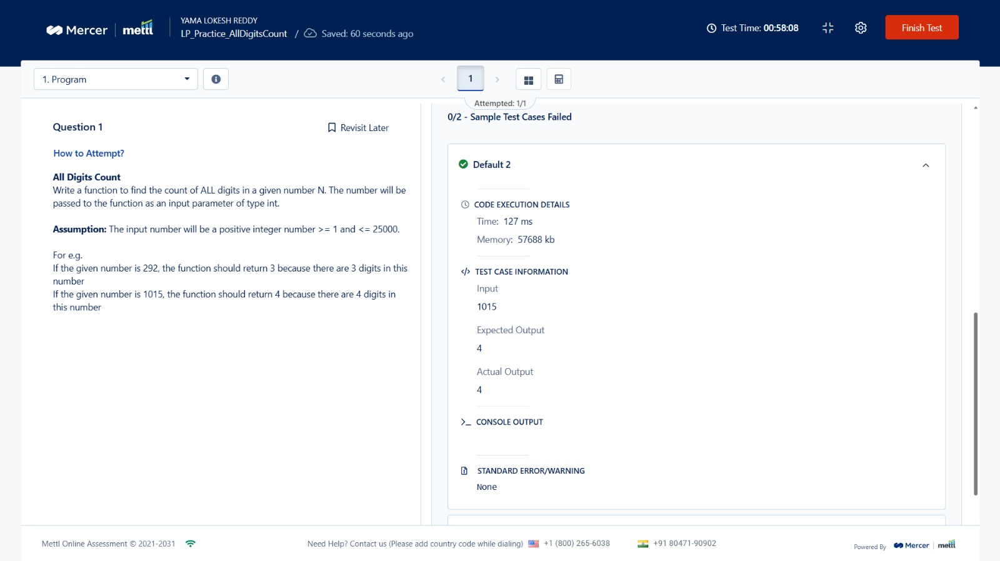 Mercer
mettl
YAMA LOKESH REDDY
LP_Practice_AllDigitsCount / Saved: 60 seconds ago
Test Time: 00:58:08
Finish Test
1. Program
1
Attempted: 1/1
Question 1
Revisit Later
How to Attempt?
All Digits Count
Write a function to find the count of ALL digits in a given number N. The number will be
passed to the function as an input parameter of type int.
Assumption: The input number will be a positive integer number >= 1 and <= 25000.
For e.g.
If the given number is 292, the function should return 3 because there are 3 digits in this
number
If the given number is 1015, the function should return 4 because there are 4 digits in
this number
0/2 - Sample Test Cases Failed
Default 2
CODE EXECUTION DETAILS
Time: 127 ms
Memory: 57688 kb
TEST CASE INFORMATION
Input
1015
Expected Output
4
Actual Output
4
CONSOLE OUTPUT
STANDARD ERROR/WARNING
None
Mettl Online Assessment © 2021-2031
Need Help? Contact us (Please add country code while dialing)
+1 (800) 265-6038
+91 80471-90902
Powered By
Mercer
mettl